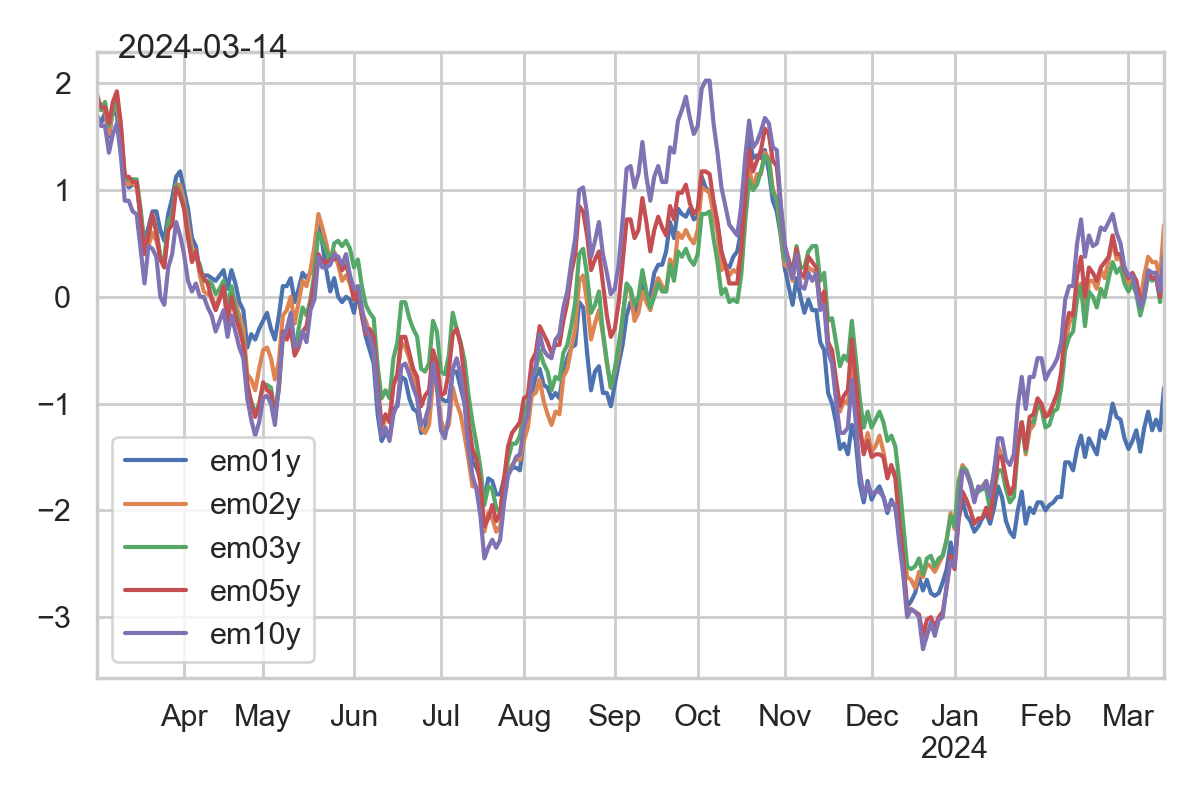 2024-03-14
2
1
0
−1
−2
−3
em01y
em02y
em03y
em05y
em10y
Apr May Jun Jul Aug Sep Oct Nov Dec Jan Feb Mar
2024